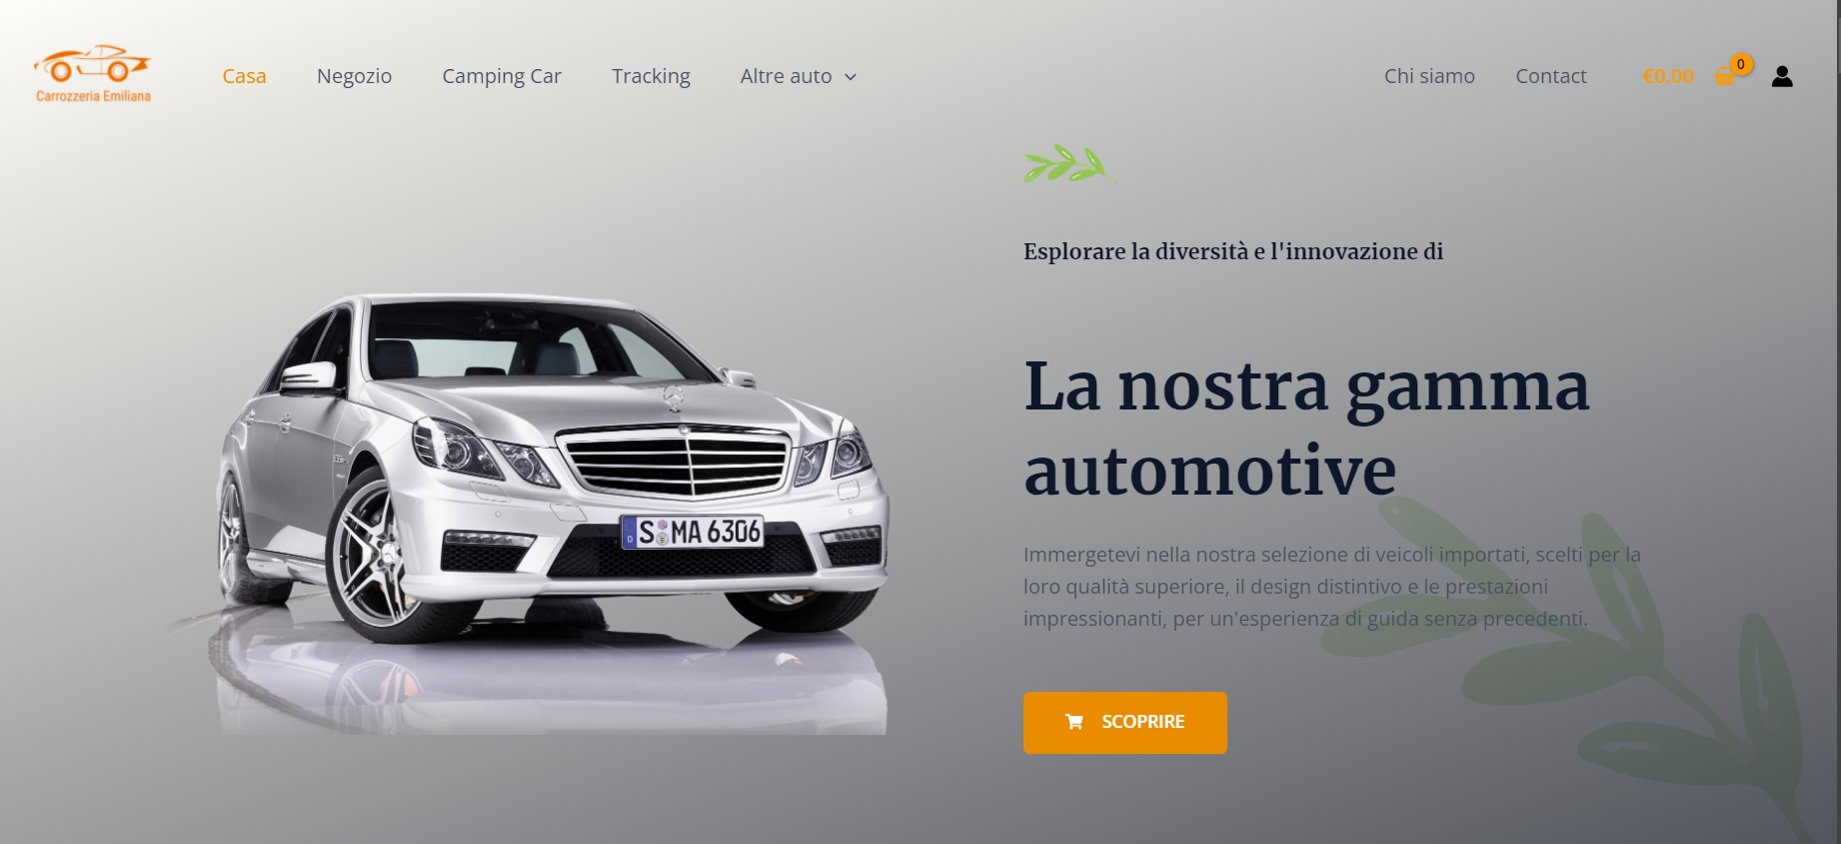 Carrozzeria Emiliana
Casa
Negozio
Camping Car
Tracking
Altre auto
Chi siamo
Contact
€0.00
0
Esplorare la diversità e l'innovazione di
La nostra gamma
automotive
Immergetevi nella nostra selezione di veicoli importati, scelti per la
loro qualità superiore, il design distintivo e le prestazioni
impressionanti, per un'esperienza di guida senza precedenti.
SCOPRIRE
S MA 6306